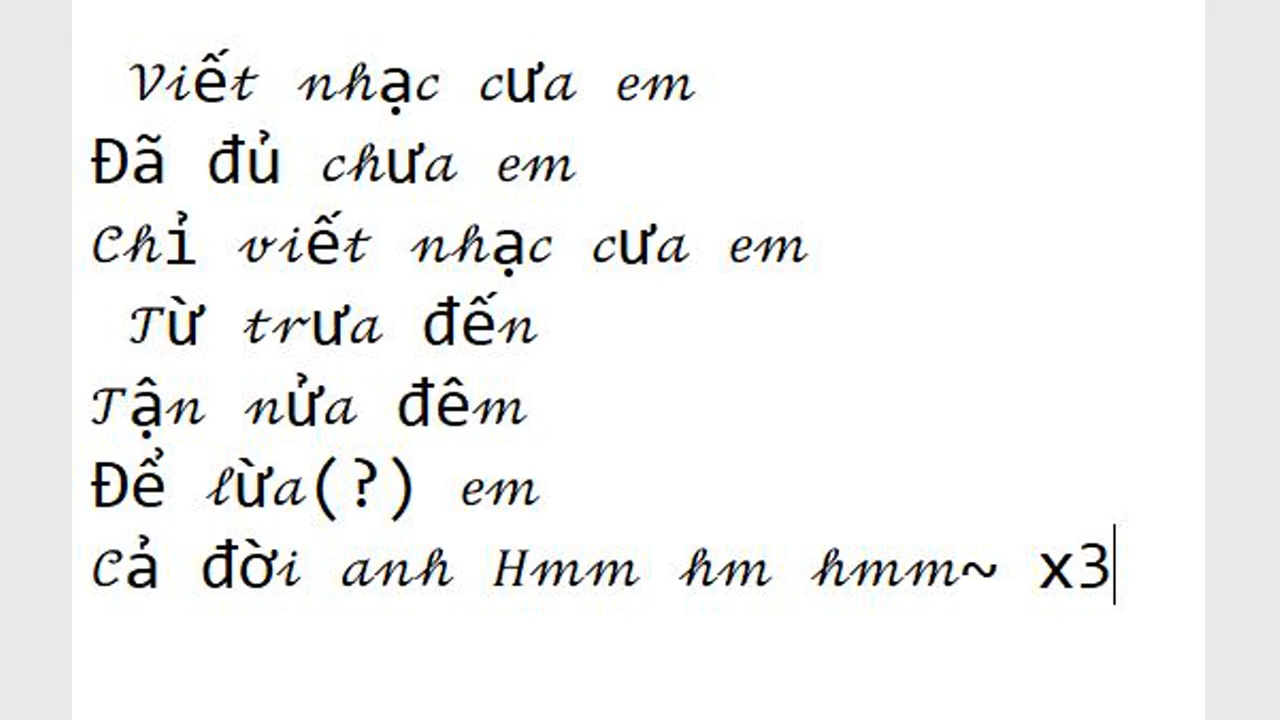 Viết nhạc cưa em
Đã đủ chưa em
Chỉ viết nhạc cưa em
Từ trưa đến
Tận nửa đêm
Để lừa(?) em
Cả đời anh Hmm hm hmm~ x3